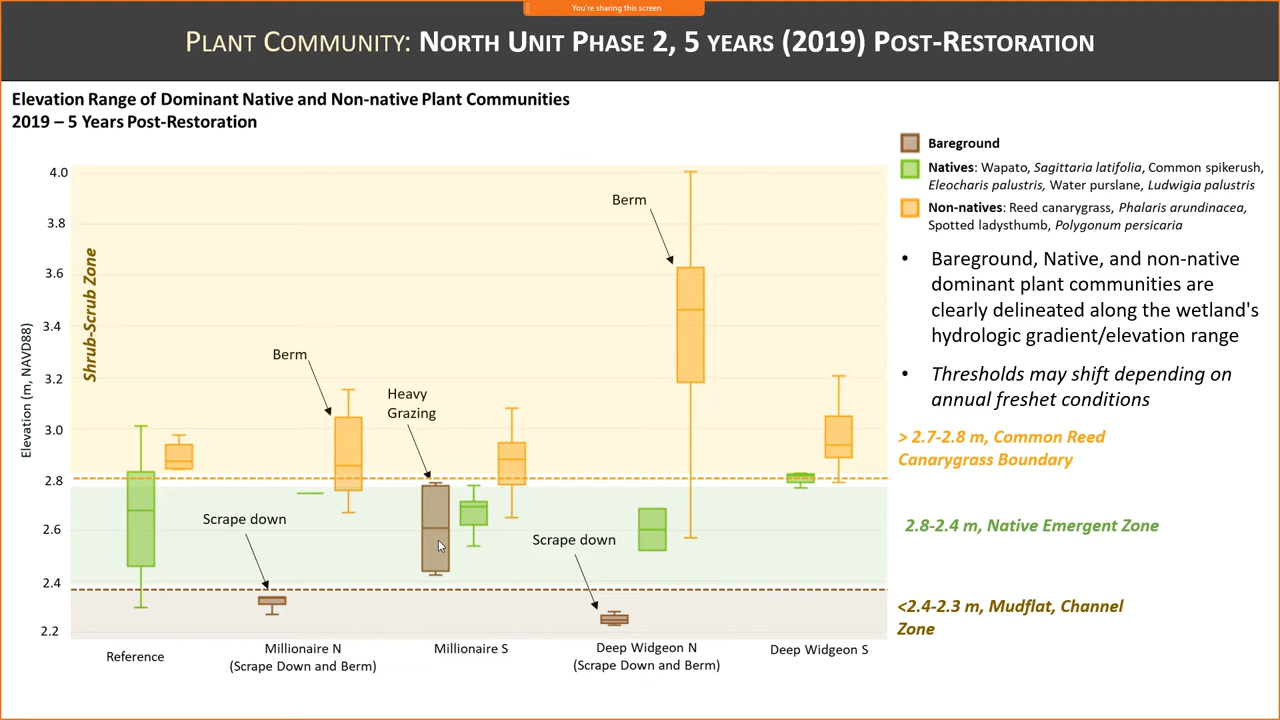 You're sharing this screen
PLANT COMMUNITY: NORTH UNIT PHASE 2, 5 YEARS (2019) POST-RESTORATION
Elevation Range of Dominant Native and Non-native Plant Communities
2019 – 5 Years Post-Restoration
Bareground
Natives: Wapato, Sagittaria latifolia, Common spikerush,
Eleocharis palustris, Water purslane, Ludwigia palustris
Non-natives: Reed canarygrass, Phalaris arundinacea,
Spotted ladysthumb, Polygonum persicaria
• Bareground, Native, and non-native
dominant plant communities are
clearly delineated along the wetland's
hydrologic gradient/elevation range
• Thresholds may shift depending on
annual freshet conditions
> 2.7-2.8 m, Common Reed
Canarygrass Boundary
2.8-2.4 m, Native Emergent Zone
<2.4-2.3 m, Mudflat, Channel
Zone
Elevation (m, NAVD88)
4.0
3.8
3.6
3.4
3.2
3.0
2.8
2.6
2.4
2.2
Shrub-Scrub Zone
Berm
Berm
Heavy
Grazing
Scrape down
Scrape down
Reference
Millionaire N
(Scrape Down and Berm)
Millionaire S
Deep Widgeon N
(Scrape Down and Berm)
Deep Widgeon S